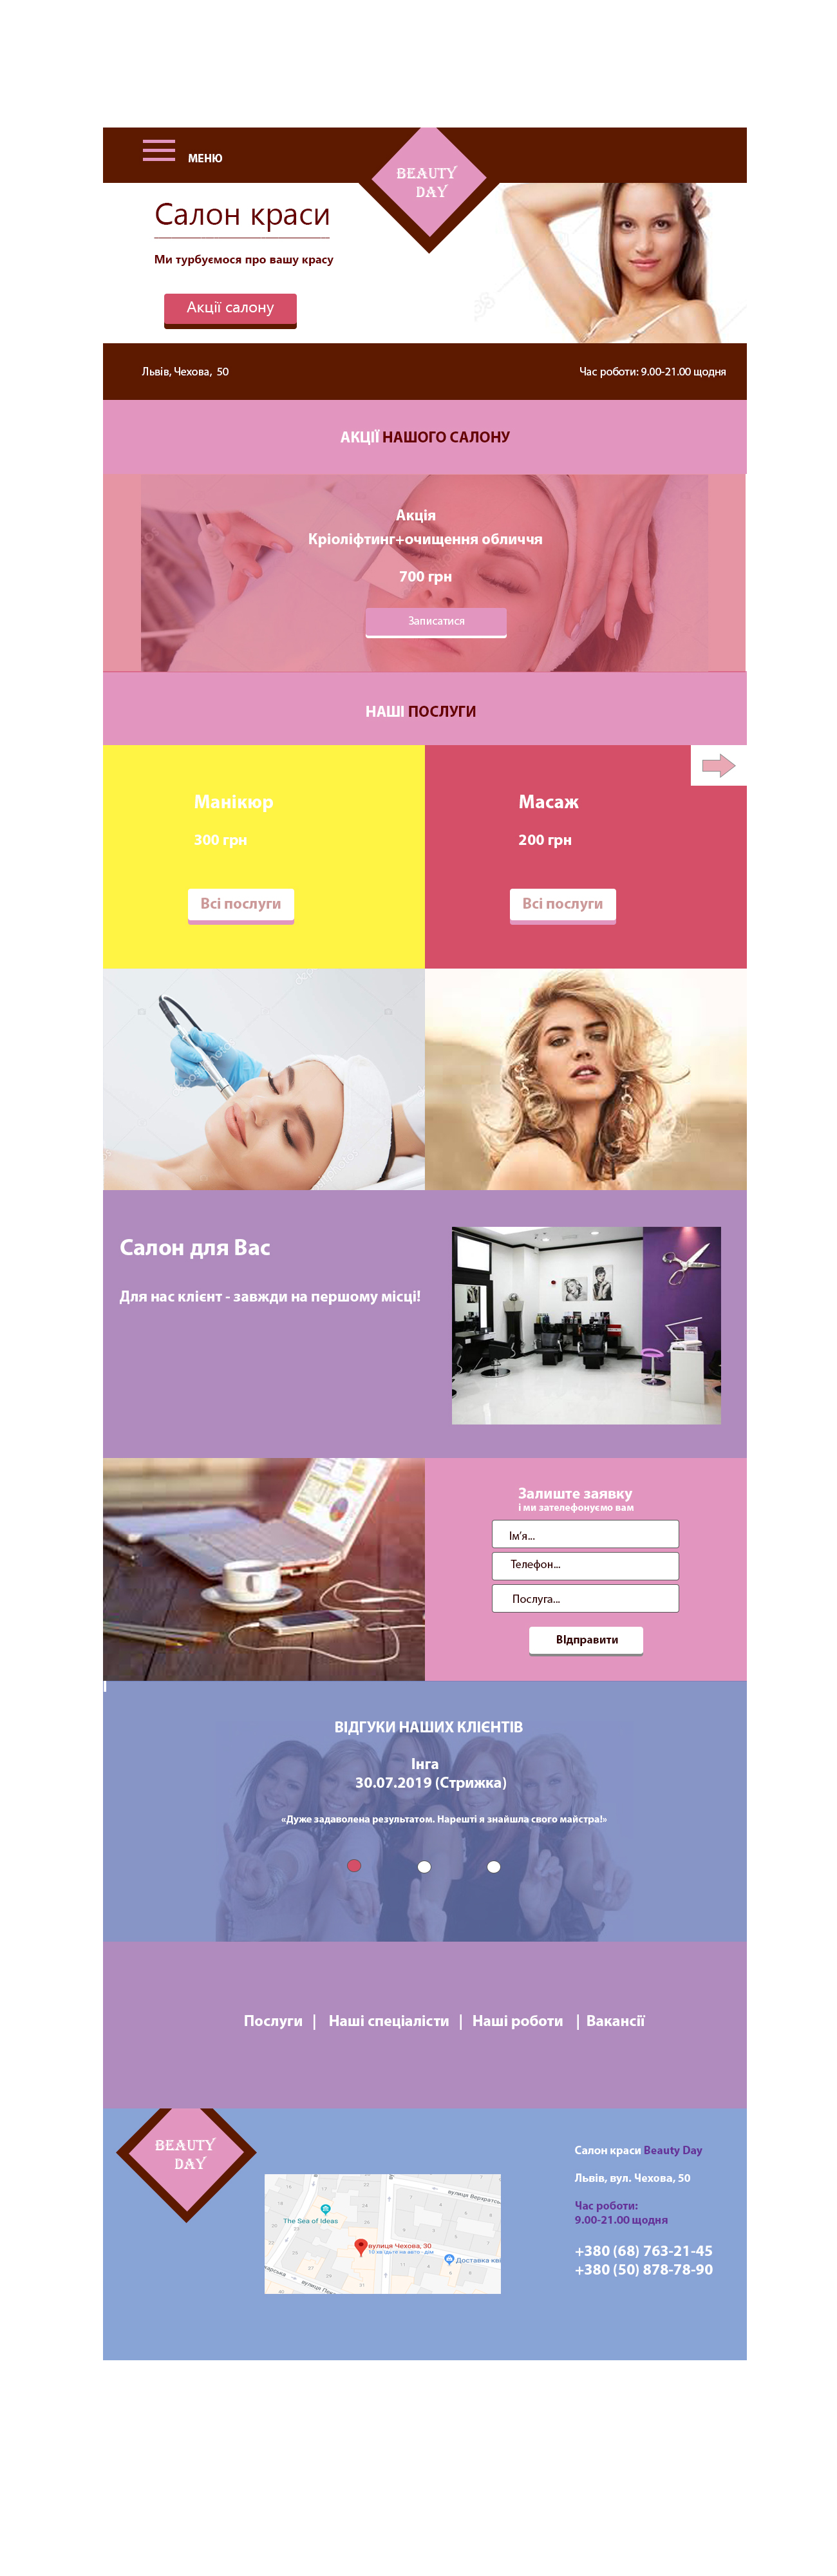 МЕНЮ
BEAUTY
DAY
Салон краси
Ми турбуємося про вашу красу
Акції салону
Львів, Чехова, 50
Час роботи: 9.00-21.00 щодня
АКЦІЇ НАШОГО САЛОНУ
Акція
Кріоліфтинг+очищення обличчя
700 грн
Записатися
НАШІ ПОСЛУГИ
Манікюр
300 грн
Всі послуги
Масаж
200 грн
Всі послуги
Салон для Вас
Для нас клієнт - завжди на першому місці!
Залиште заявку
і ми зателефонуємо вам
Ім'я...
Телефон...
Послуга...
ВІдправити
ВІДГУКИ НАШИХ КЛІЄНТІВ
Інга
30.07.2019 (Стрижка)
«Дуже задаволена результатом. Нарешті я знайшла свого майстра!»
Послуги | Наші спеціалісти | Наші роботи | Вакансії
BEAUTY
DAY
The Sea of Ideas
вулиця Чехова, 30
Доставка кві
Салон краси Beauty Day
Львів, вул. Чехова, 50
Час роботи:
9.00-21.00 щодня
+380 (68) 763-21-45
+380 (50) 878-78-90